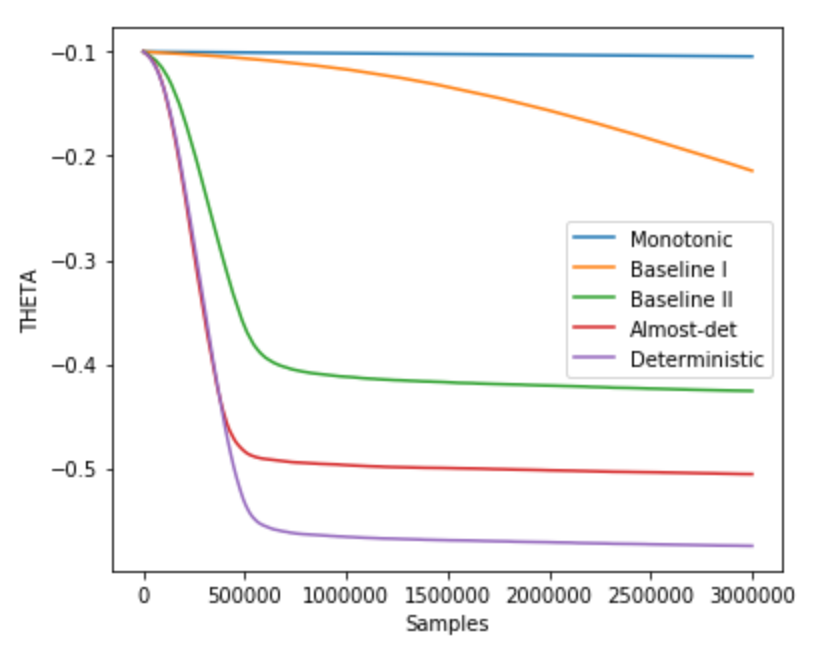 −0.1
−0.2
−0.3
−0.4
−0.5
THETA
Monotonic
Baseline I
Baseline II
Almost-det
Deterministic
0 500000 1000000 1500000 2000000 2500000 3000000
Samples